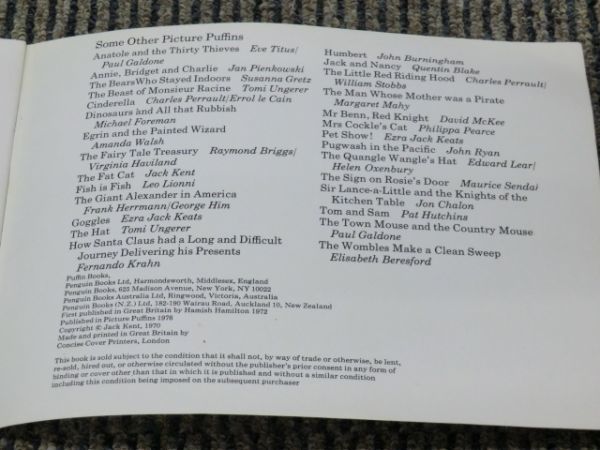 Some Other Picture Puffins
Anatole and the Thirty Thieves Eve Titus/
Paul Galdone
Annie, Bridget and Charlie Jan Pienkowski
The BearsWho Stayed Indoors Susanna Gretz
The Beast of Monsieur Racine Tomi Ungerer
Cinderella Charles Perrault/Errol le Cain
Dinosaurs and All that Rubbish
Michael Foreman
Egrin and the Painted Wizard
Amanda Walsh
The Fairy Tale Treasury Raymond Briggs/
Virginia Haviland
The Fat Cat Jack Kent
Fish is Fish Leo Lionni
The Giant Alexander in America
Frank Herrmann/George Him
Goggles Ezra Jack Keats
The Hat Tomi Ungerer
How Santa Claus had a Long and Difficult
Journey Delivering his Presents
Fernando Krahn
Humbert John Burningham
Jack and Nancy Quentin Blake
The Little Red Riding Hood Charles Perrault/
William Stobbs
The Man Whose Mother was a Pirate
Margaret Mahy
Mr Benn, Red Knight David McKee
Mrs Cockle's Cat Philippa Pearce
Pet Show! Ezra Jack Keats
Pugwash in the Pacific John Ryan
The Quangle Wangle's Hat Edward Lear/
Helen Oxenbury
The Sign on Rosie's Door Maurice Sendak
Sir Lance-a-Little and the Knights of the
Kitchen Table Jon Chalon
Tom and Sam Pat Hutchins
The Town Mouse and the Country Mouse
Paul Galdone
The Wombles Make a Clean Sweep
Elisabeth Beresford
Puffin Books,
Penguin Books Ltd, Harmondsworth, Middlesex, England
Penguin Books, 625 Madison Avenue, New York, NY 10022
Penguin Books Australia Ltd, Ringwood, Victoria, Australia
Penguin Books (N.Z.) Ltd, 182-190 Wairau Road, Auckland 10, New Zealand
First published in Great Britain by Hamish Hamilton 1972
Published in Picture Puffins 1978
Copyright © Jack Kent, 1970
Made and printed in Great Britain by
Concise Cover Printers, London
This book is sold subject to the condition that it shall not, by way of trade or otherwise, be lent,
re-sold, hired out, or otherwise circulated without the publisher's prior consent in any form of
binding or cover other than that in which it is published and without a similar condition
including this condition being imposed on the subsequent purchaser